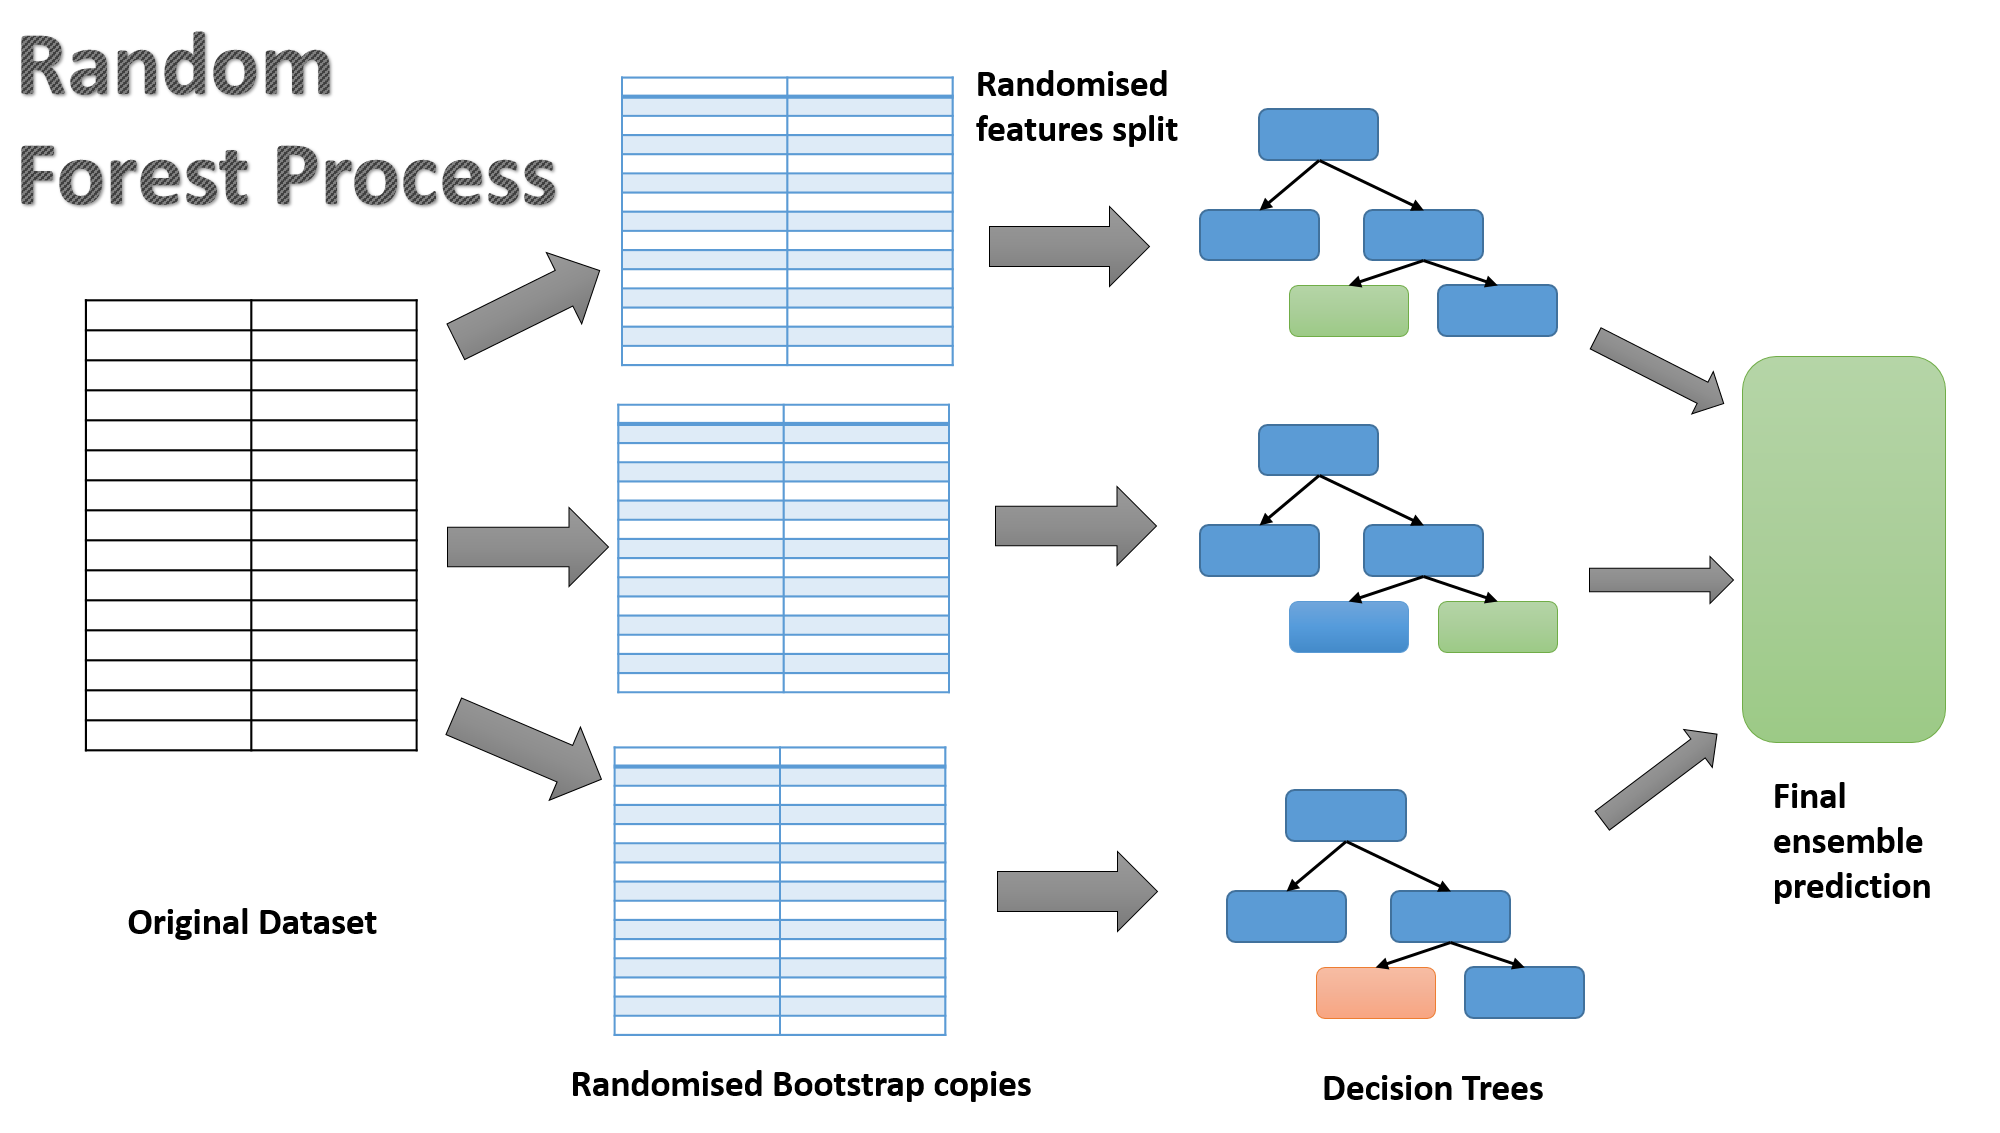 Random
Forest Process
Randomised
features split
Final
ensemble
prediction
Original Dataset
Randomised Bootstrap copies
Decision Trees